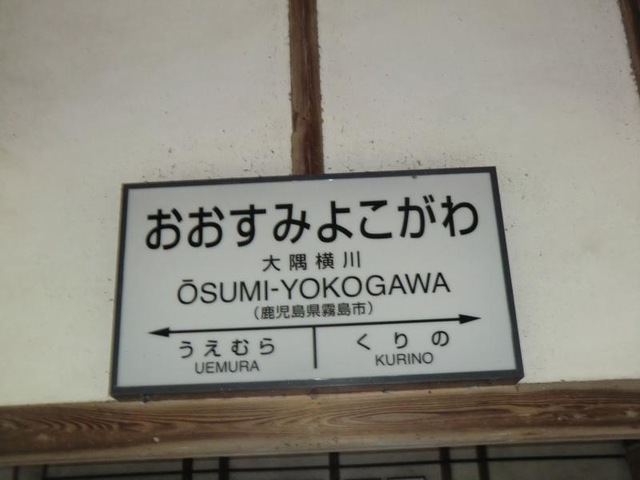 おおすみよこがわ
大隅横川
ŌSUMI-YOKOGAWA
（鹿児島県霧島市）
うえむら くりの
UEMURA KURINO